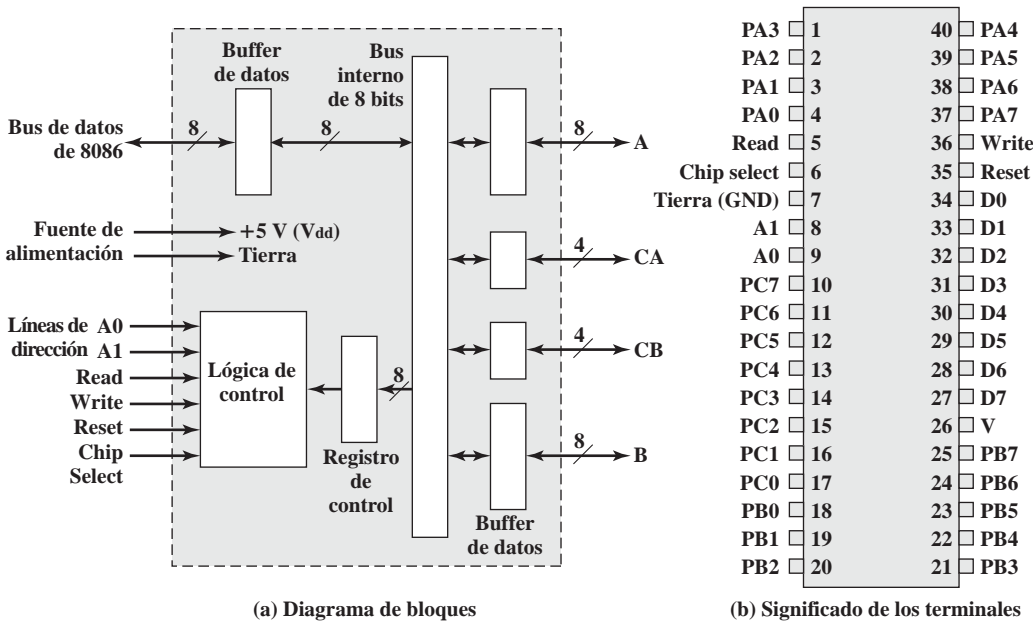 Buffer
de datos
Bus
interno
de 8 bits
Bus de datos
de 8086
8
8
8
A
Fuente de
alimentación
+5 V (Vdd)
Tierra
4
CA
4
CB
Líneas de
dirección
A0
A1
Read
Write
Reset
Chip
Select
Lógica de
control
8
Registro
de
control
8
B
Buffer
de datos
(a) Diagrama de bloques
PA3 1 40 PA4
PA2 2 39 PA5
PA1 3 38 PA6
PA0 4 37 PA7
Read 5 36 Write
Chip select 6 35 Reset
Tierra (GND) 7 34 D0
A1 8 33 D1
A0 9 32 D2
PC7 10 31 D3
PC6 11 30 D4
PC5 12 29 D5
PC4 13 28 D6
PC3 14 27 D7
PC2 15 26 V
PC1 16 25 PB7
PC0 17 24 PB6
PB0 18 23 PB5
PB1 19 22 PB4
PB2 20 21 PB3
(b) Significado de los terminales